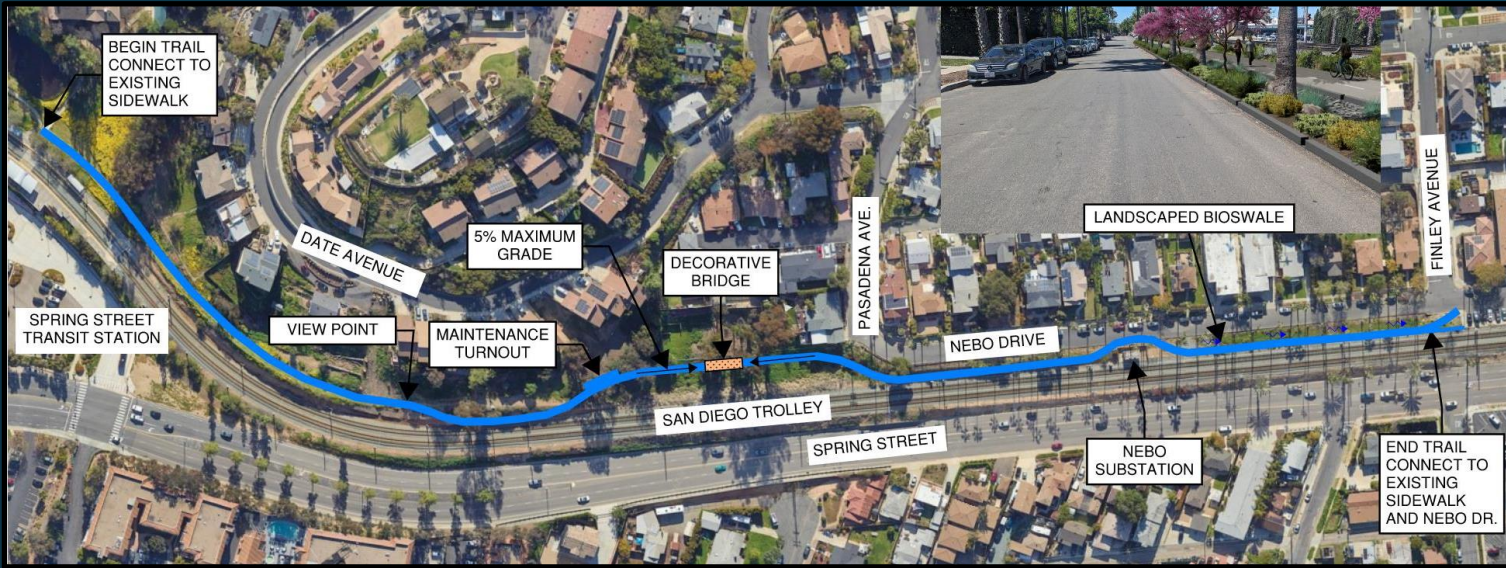 BEGIN TRAIL
CONNECT TO
EXISTING
SIDEWALK
DATE AVENUE
5% MAXIMUM
GRADE
DECORATIVE
BRIDGE
PASADENA AVE.
LANDSCAPED BIOSWALE
FINLEY AVENUE
SPRING STREET
TRANSIT STATION
VIEW POINT
MAINTENANCE
TURNOUT
NEBO DRIVE
SAN DIEGO TROLLEY
SPRING STREET
NEBO
SUBSTATION
END TRAIL
CONNECT TO
EXISTING
SIDEWALK
AND NEBO DR.